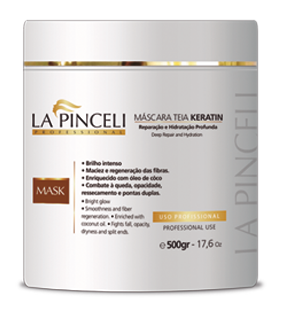 LA PINCELI
PROFESSIONAL
MÁSCARA TEIA KERATIN
Reparação e Hidratação Profunda
Deep Repair and Hydration
MASK
• Brilho intenso
• Maciez e regeneração das fibras.
• Enriquecido com óleo de côco
• Combate à queda, opacidade,
ressecamento e pontas duplas.
• Bright glow
• Smoothness and fiber
regeneration. • Enriched with
coconut oil. • Fights fall, opacity,
dryness and split ends.
USO PROFISSIONAL
PROFESSIONAL USE
e 500gr - 17,6 Oz
LA PINCELI